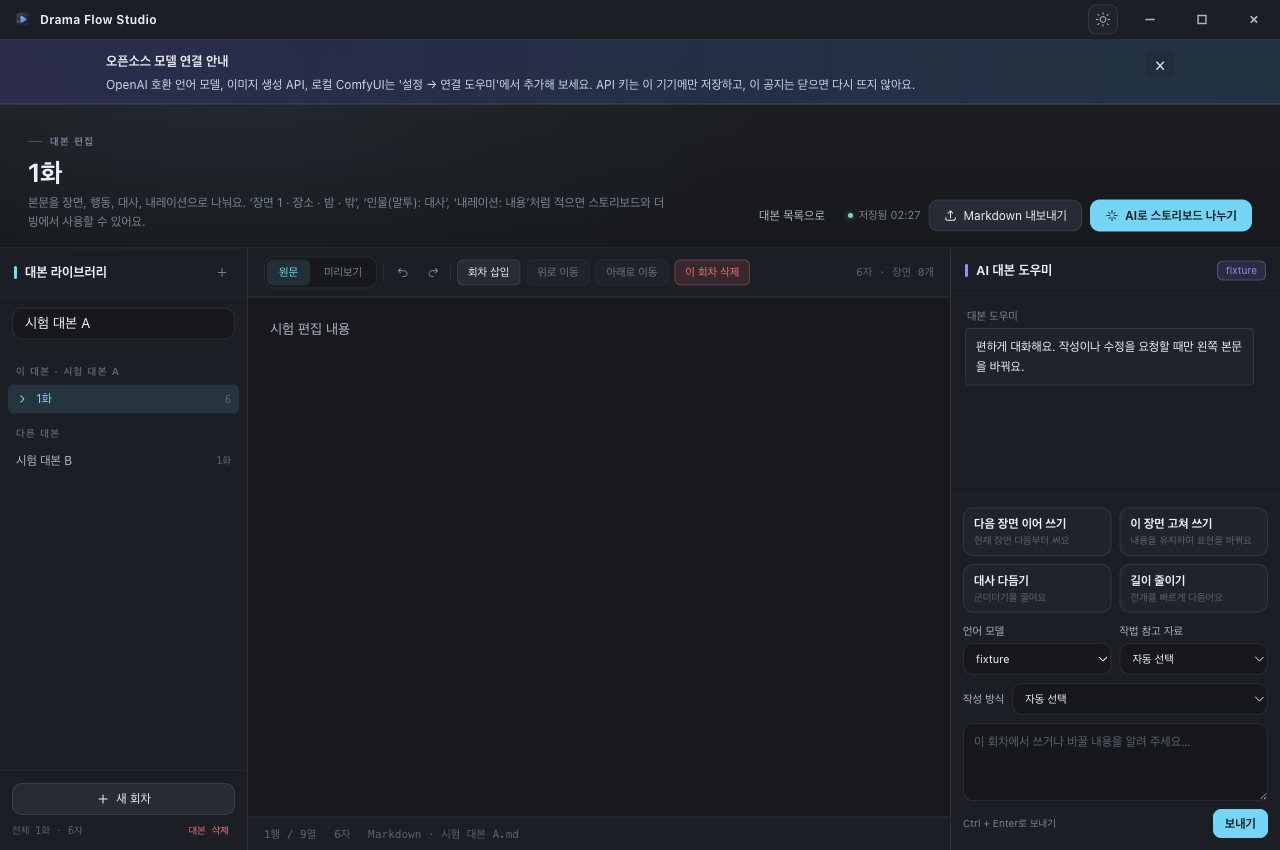 Drama Flow Studio
오픈소스 모델 연결 안내
OpenAI 호환 언어 모델, 이미지 생성 API, 로컬 ComfyUI는 '설정 → 연결 도우미'에서 추가해 보세요. API 키는 이 기기에만 저장하고, 이 공지는 닫으면 다시 뜨지 않아요.
대본 편집
1화
본문을 장면, 행동, 대사, 내레이션으로 나눠요. '장면 1 · 장소 · 밤 · 밖', '인물(말투): 대사', '내레이션: 내용'처럼 적으면 스토리보드와 더
빙에서 사용할 수 있어요.
대본 목록으로
저장됨 02:27
Markdown 내보내기
AI로 스토리보드 나누기
대본 라이브러리
시험 대본 A
이 대본 · 시험 대본 A
1화 6
다른 대본
시험 대본 B 1화
새 회차
전체 1화 · 6자 대본 삭제
원문 미리보기 회차 삽입 위로 이동 아래로 이동 이 회차 삭제 6자 · 장면 0개
시험 편집 내용
1행 / 9열 6자 Markdown · 시험 대본 A.md
AI 대본 도우미 fixture
대본 도우미
편하게 대화해요. 작성이나 수정을 요청할 때만 왼쪽 본문
을 바꿔요.
다음 장면 이어 쓰기
현재 장면 다음부터 써요
이 장면 고쳐 쓰기
내용을 유지하며 표현을 바꿔요
대사 다듬기
군더더기를 줄여요
길이 줄이기
전개를 빠르게 다듬어요
언어 모델 작법 참고 자료
fixture 자동 선택
작성 방식 자동 선택
이 회차에서 쓰거나 바꿀 내용을 알려 주세요...
Ctrl + Enter로 보내기 보내기